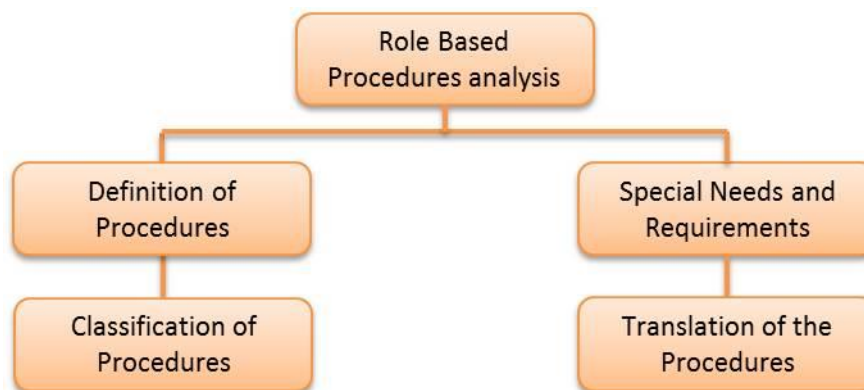 Role Based
Procedures analysis
Definition of
Procedures
Special Needs and
Requirements
Classification of
Procedures
Translation of the
Procedures